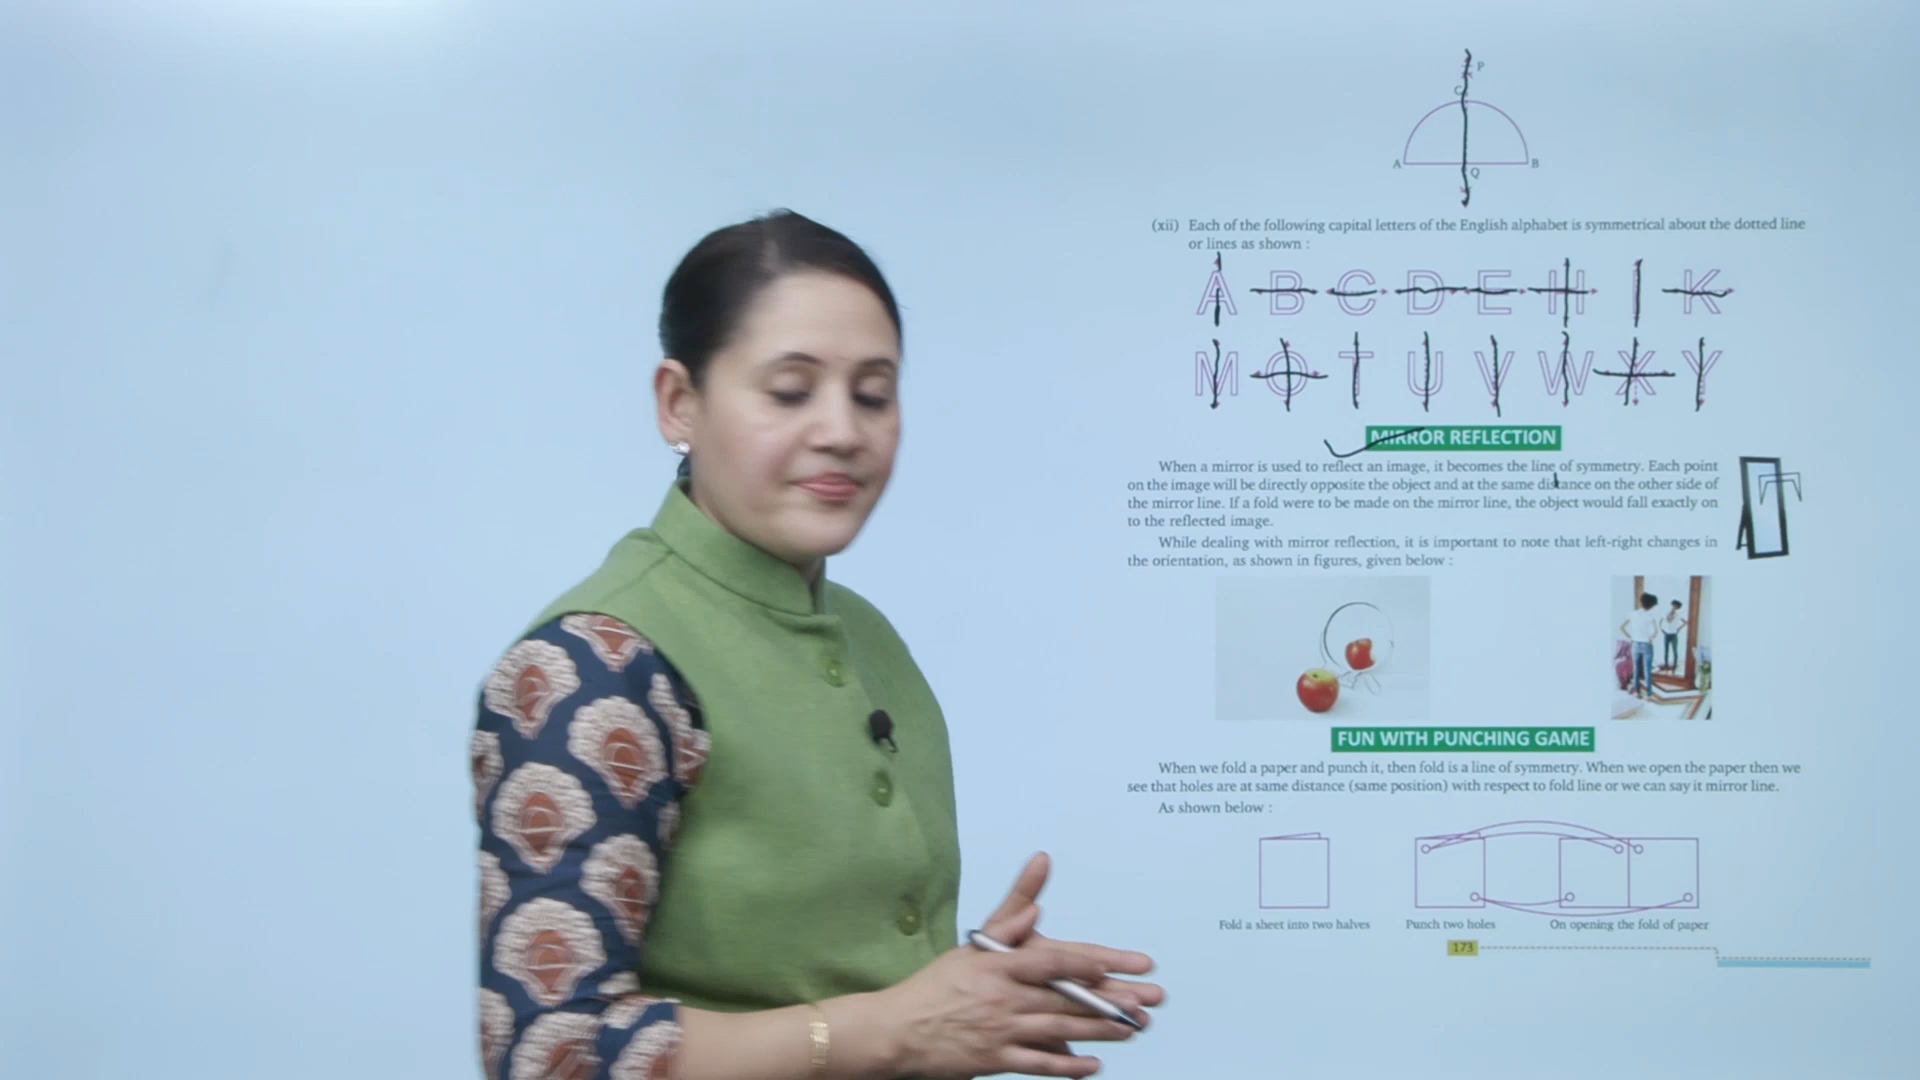 P
C
A
B
Q
(xii) Each of the following capital letters of the English alphabet is symmetrical about the dotted line
or lines as shown :
A B C D E H I K
M O T U V W X Y
MIRROR REFLECTION
When a mirror is used to reflect an image, it becomes the line of symmetry. Each point
on the image will be directly opposite the object and at the same distance on the other side of
the mirror line. If a fold were to be made on the mirror line, the object would fall exactly on
to the reflected image.
While dealing with mirror reflection, it is important to note that left-right changes in
the orientation, as shown in figures, given below :
FUN WITH PUNCHING GAME
When we fold a paper and punch it, then fold is a line of symmetry. When we open the paper then we
see that holes are at same distance (same position) with respect to fold line or we can say it mirror line.
As shown below :
Fold a sheet into two halves
Punch two holes
On opening the fold of paper
173